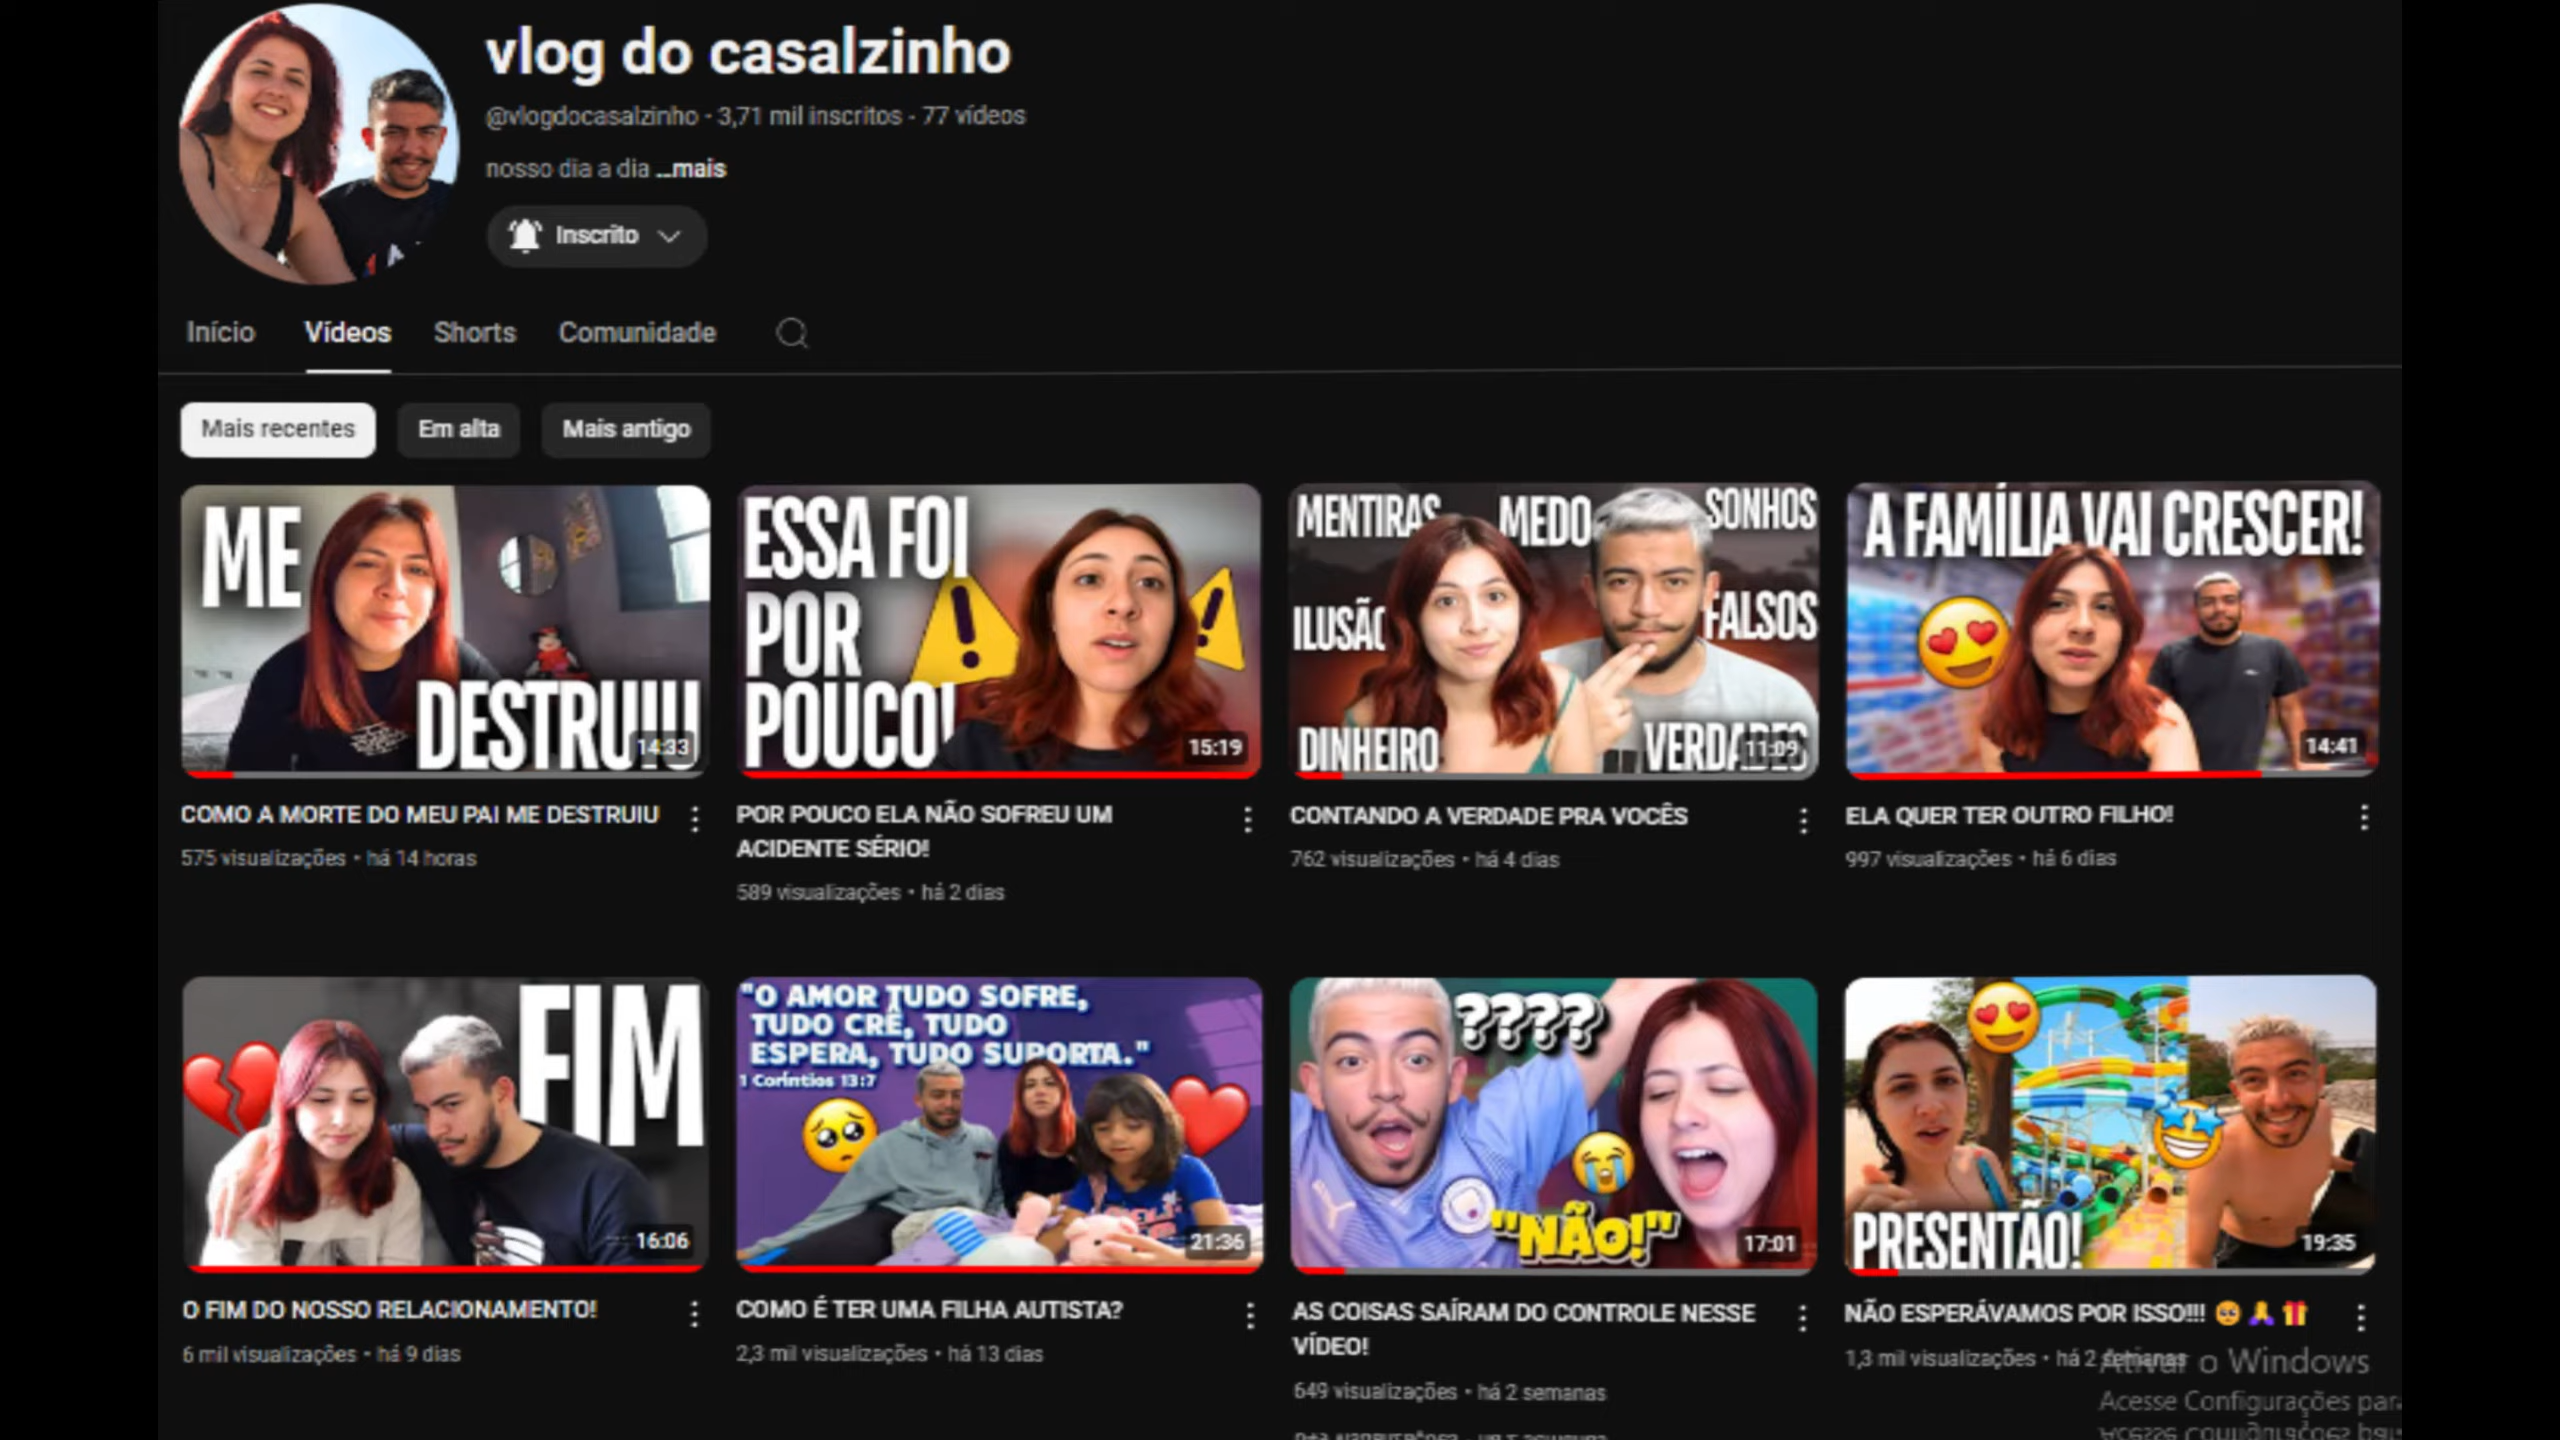 vlog do casalzinho
@vlogdocasalzinho · 3,71 mil inscritos · 77 vídeos
nosso dia a dia ...mais
Inscrito
Início Vídeos Shorts Comunidade
Mais recentes Em alta Mais antigo
ME
DESTRUIU
14:33
ESSA FOI
POR
POUCO!
15:19
MENTIRAS MEDO SONHOS
ILUSÃO FALSOS
DINHEIRO VERDADES
11:09
A FAMÍLIA VAI CRESCER!
14:41
COMO A MORTE DO MEU PAI ME DESTRUIU
575 visualizações • há 14 horas
POR POUCO ELA NÃO SOFREU UM
ACIDENTE SÉRIO!
589 visualizações • há 2 dias
CONTANDO A VERDADE PRA VOCÊS
762 visualizações • há 4 dias
ELA QUER TER OUTRO FILHO!
997 visualizações • há 6 dias
FIM
16:06
"O AMOR TUDO SOFRE,
TUDO CRÊ, TUDO
ESPERA, TUDO SUPORTA."
1 Coríntios 13:7
21:36
????
"NÃO!"
17:01
PRESENTÃO!
19:35
O FIM DO NOSSO RELACIONAMENTO!
6 mil visualizações • há 9 dias
COMO É TER UMA FILHA AUTISTA?
2,3 mil visualizações • há 13 dias
AS COISAS SAÍRAM DO CONTROLE NESSE
VÍDEO!
649 visualizações • há 2 semanas
NÃO ESPERÁVAMOS POR ISSO!!! 🥺🙏🎁
1,3 mil visualizações • há 2 semanas
Ativar o Windows
Acesse Configurações par